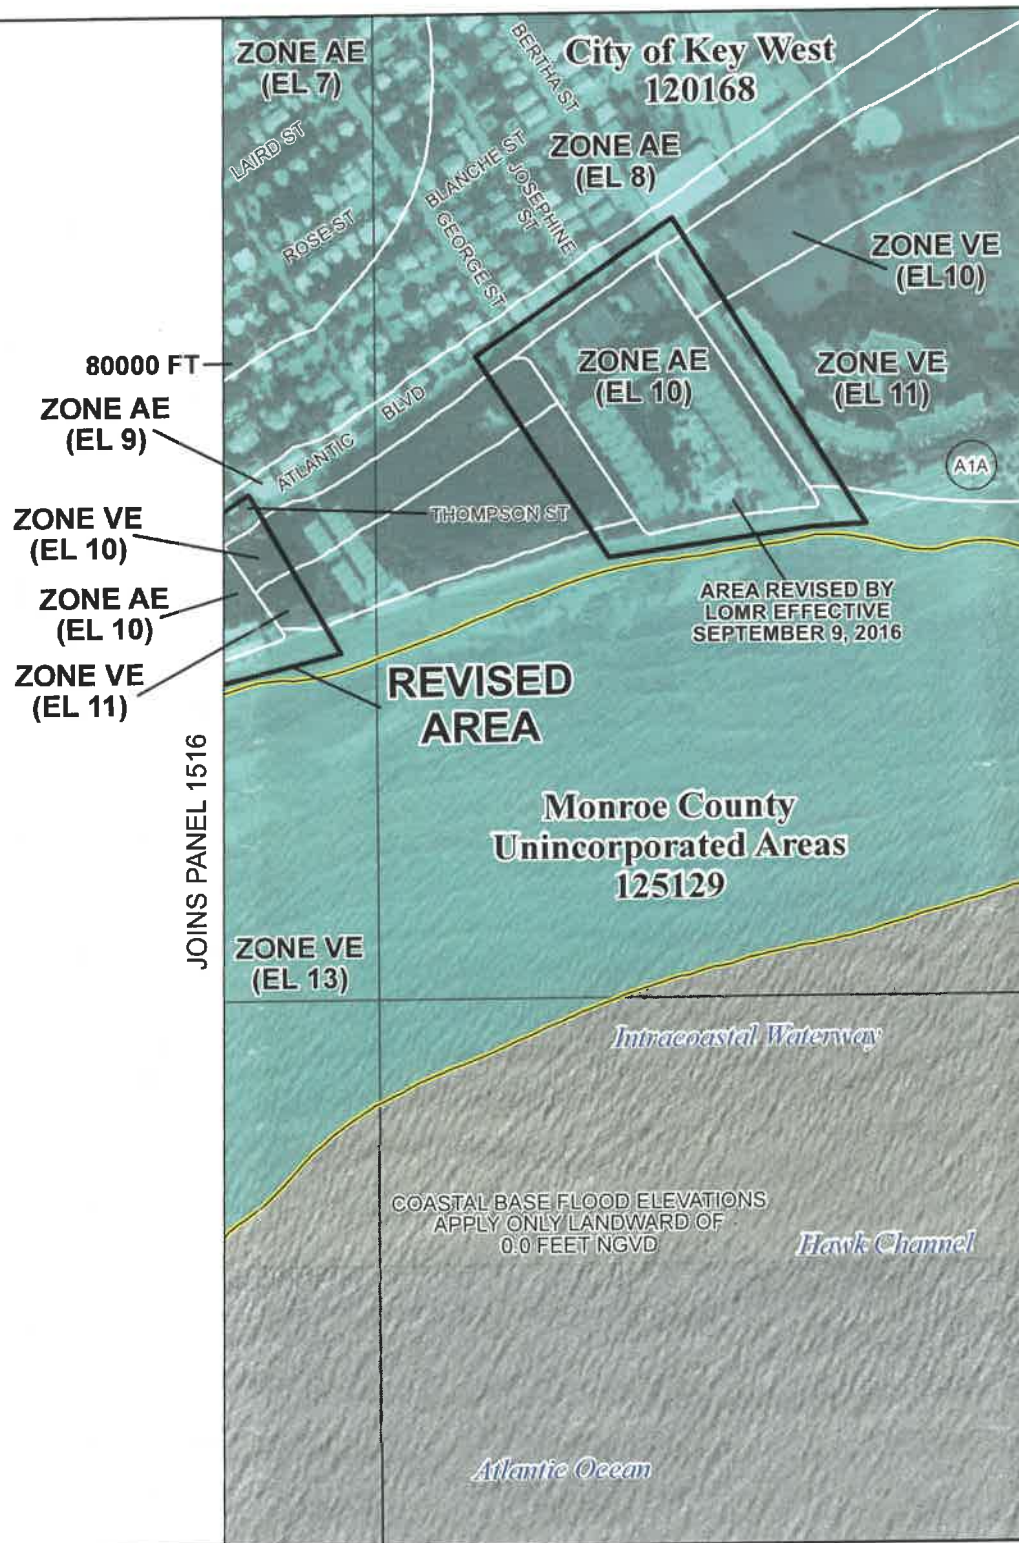 ZONE AE
(EL 7)
City of Key West
120168
BERTHA ST
LAIRD ST
BLANCHE ST
ZONE AE
(EL 8)
JOSEPHINE
ST
ROSE ST
GEORGE ST
ZONE VE
(EL10)
80000 FT
ZONE AE
(EL 10)
ZONE VE
(EL 11)
ZONE AE
(EL 9)
ATLANTIC BLVD
A1A
THOMPSON ST
ZONE VE
(EL 10)
ZONE AE
(EL 10)
AREA REVISED BY
LOMR EFFECTIVE
SEPTEMBER 9, 2016
ZONE VE
(EL 11)
REVISED
AREA
JOINS PANEL 1516
Monroe County
Unincorporated Areas
125129
ZONE VE
(EL 13)
Intracoastal Waterway
COASTAL BASE FLOOD ELEVATIONS
APPLY ONLY LANDWARD OF
0.0 FEET NGVD
Hawk Channel
Atlantic Ocean